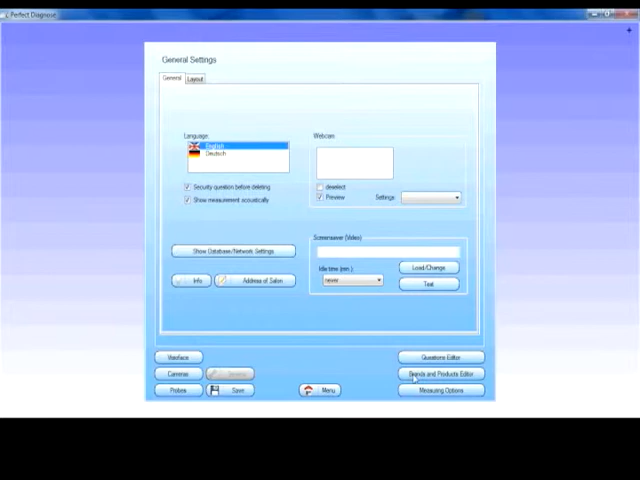 Perfect Diagnose
General Settings
General Layout
Language:
English
Deutsch
Webcam
deselect
Preview Settings
Security question before deleting
Show measurement acoustically
Screensaver (Video)
Show Database/Network Settings
Idle time (min.) Load/Change
never Test
Info Address of Salon
Questions Editor
Cameras Brands and Products Editor
Probes Save Menu Measuring Options